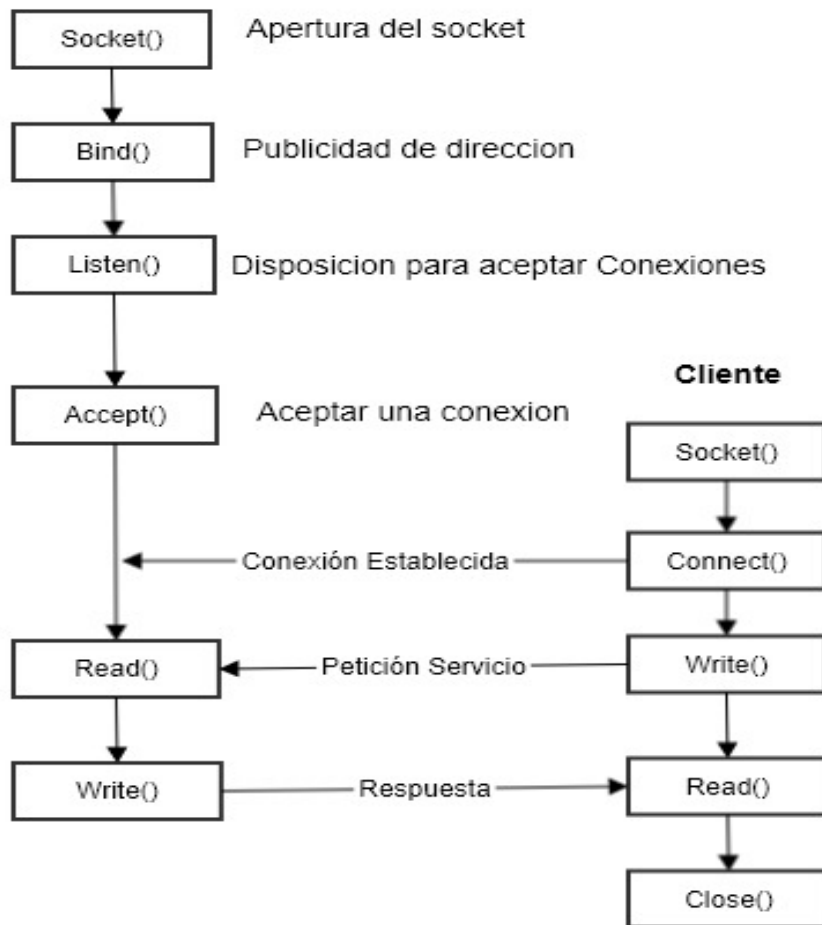 Socket()
Apertura del socket
Bind()
Publicidad de direccion
Listen()
Disposicion para aceptar Conexiones
Cliente
Accept()
Aceptar una conexion
Socket()
Conexión Establecida
Connect()
Read()
Petición Servicio
Write()
Write()
Respuesta
Read()
Close()